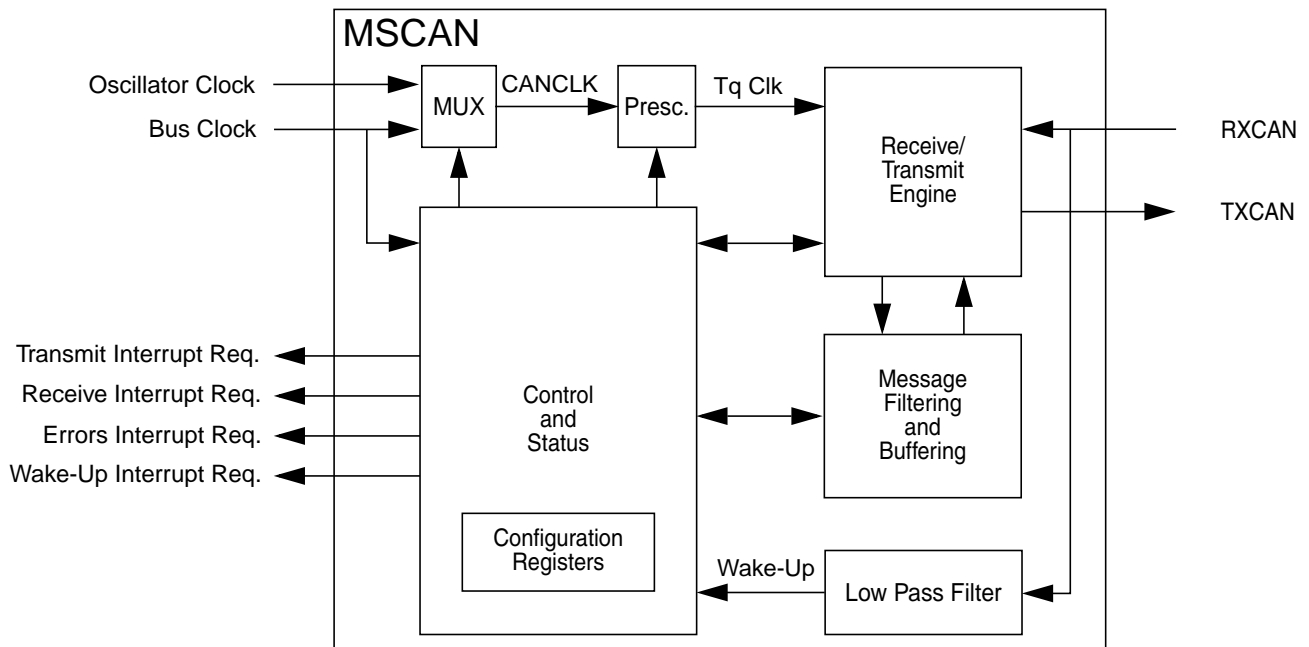 MSCAN
Oscillator Clock
Bus Clock
MUX
CANCLK
Presc.
Tq Clk
Receive/
Transmit
Engine
RXCAN
TXCAN
Transmit Interrupt Req.
Receive Interrupt Req.
Errors Interrupt Req.
Wake-Up Interrupt Req.
Control
and
Status
Message
Filtering
and
Buffering
Configuration
Registers
Wake-Up
Low Pass Filter